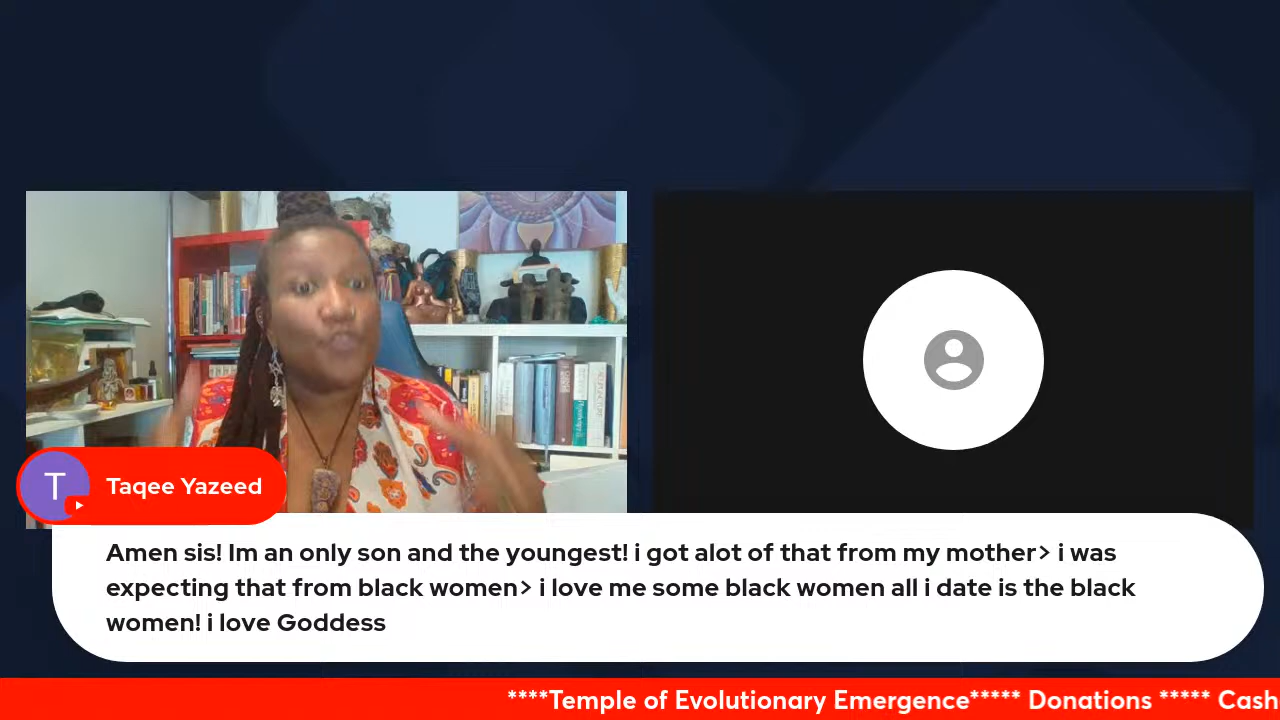 T
Taqee Yazeed
Amen sis! Im an only son and the youngest! i got alot of that from my mother> i was
expecting that from black women> i love me some black women all i date is the black
women! i love Goddess
****Temple of Evolutionary Emergence***** Donations ***** Cash